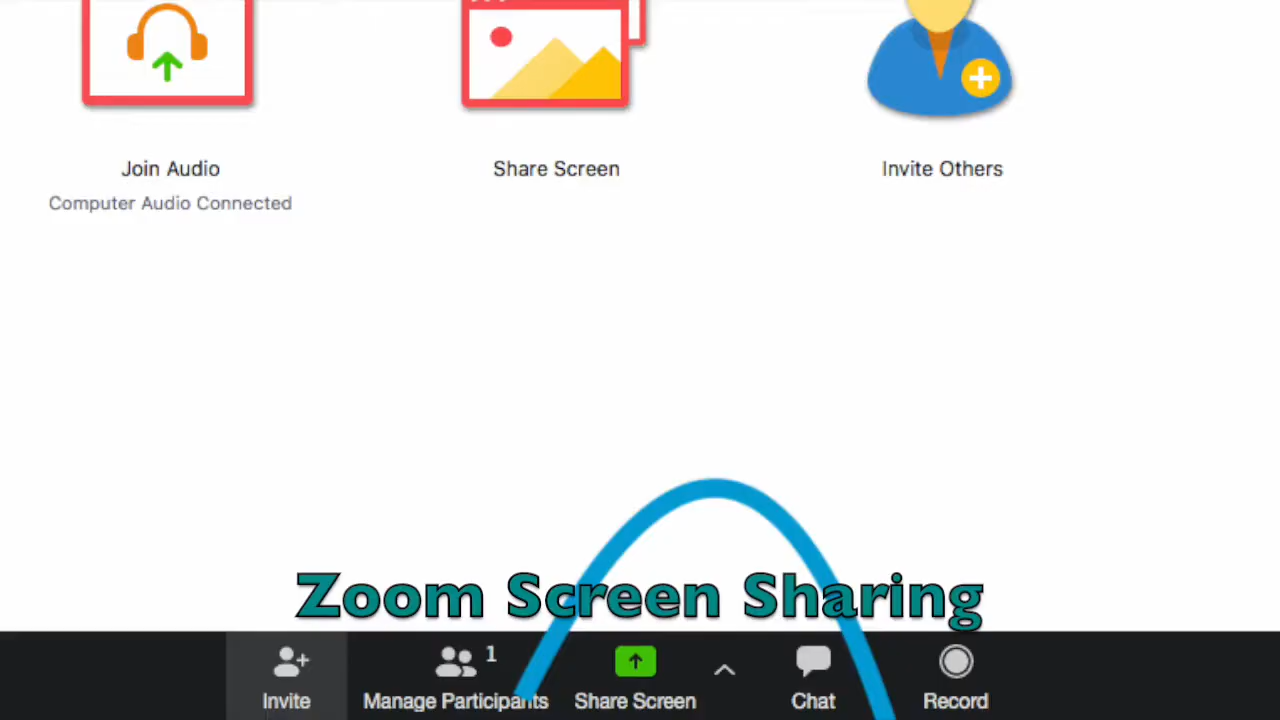 Join Audio
Share Screen
Invite Others
Computer Audio Connected
Zoom Screen Sharing
1
Invite
Manage Participants
Share Screen
Chat
Record